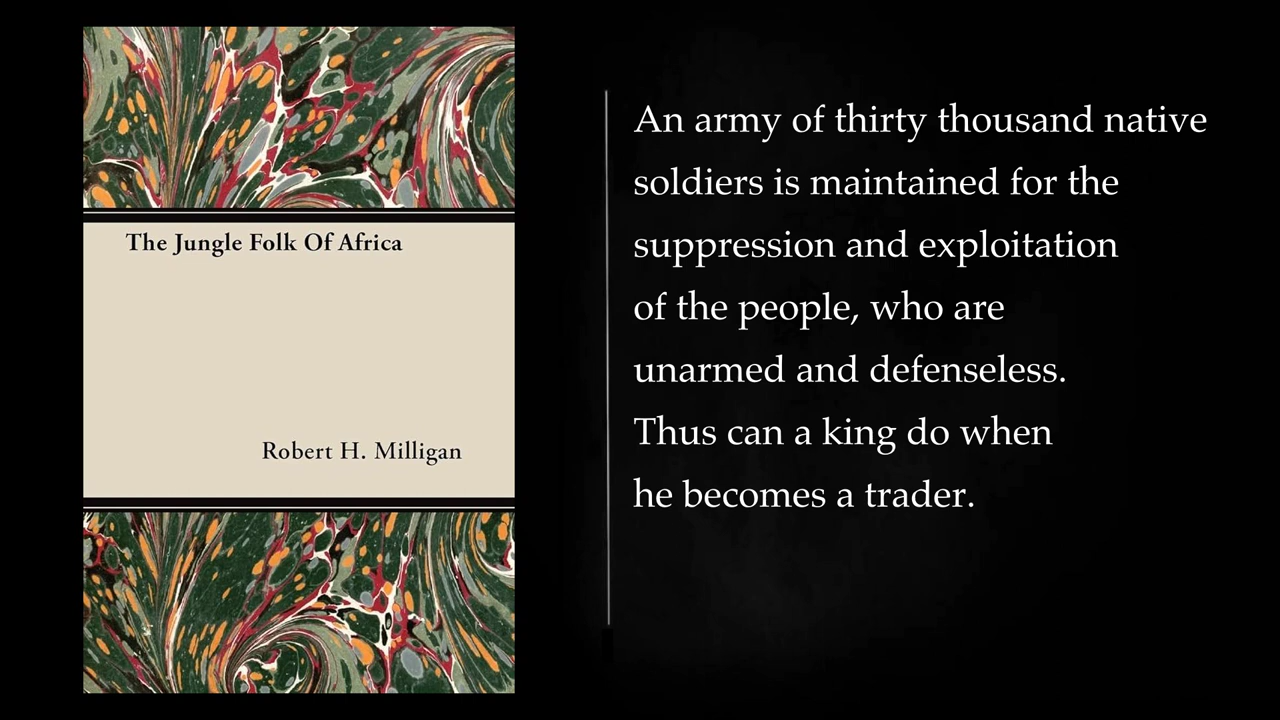 The Jungle Folk Of Africa
Robert H. Milligan
An army of thirty thousand native
soldiers is maintained for the
suppression and exploitation
of the people, who are
unarmed and defenseless.
Thus can a king do when
he becomes a trader.